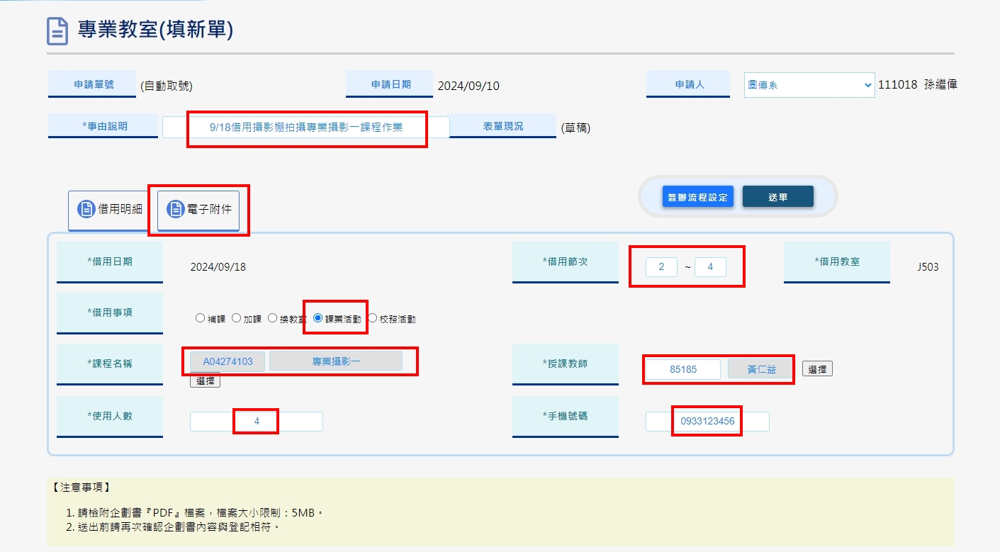 專業教室(填新單)
申請單號 (自動取號) 申請日期 2024/09/10 申請人 圖傳系 111018 孫繼偉
*事由說明 9/18借用攝影棚拍攝專業攝影一課程作業 表單現況 (草稿)
簽辦流程設定 送單
借用明細 電子附件
*借用日期 2024/09/18 *借用節次 2 ~ 4 *借用教室 J503
*借用事項 補課 加課 換教室 課業活動 校務活動
*課程名稱 A04274103 專業攝影一 選擇 *授課教師 85185 黃仁益 選擇
*使用人數 4 *手機號碼 0933123456
【注意事項】
1. 請檢附企劃書『PDF』檔案，檔案大小限制：5MB。
2. 送出前請再次確認企劃書內容與登記相符。